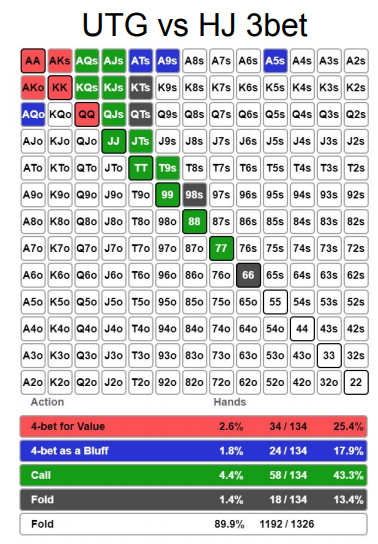 UTG vs HJ 3bet
AA AKs AQs AJs ATs A9s A8s A7s A6s A5s A4s A3s A2s
AKo KK KQs KJs KTs K9s K8s K7s K6s K5s K4s K3s K2s
AQo KQo QQ QJs QTs Q9s Q8s Q7s Q6s Q5s Q4s Q3s Q2s
AJo KJo QJo JJ JTs J9s J8s J7s J6s J5s J4s J3s J2s
ATo KTo QTo JTo TT T9s T8s T7s T6s T5s T4s T3s T2s
A9o K9o Q9o J9o T9o 99 98s 97s 96s 95s 94s 93s 92s
A8o K8o Q8o J8o T8o 98o 88 87s 86s 85s 84s 83s 82s
A7o K7o Q7o J7o T7o 97o 87o 77 76s 75s 74s 73s 72s
A6o K6o Q6o J6o T6o 96o 86o 76o 66 65s 64s 63s 62s
A5o K5o Q5o J5o T5o 95o 85o 75o 65o 55 54s 53s 52s
A4o K4o Q4o J4o T4o 94o 84o 74o 64o 54o 44 43s 42s
A3o K3o Q3o J3o T3o 93o 83o 73o 63o 53o 43o 33 32s
A2o K2o Q2o J2o T2o 92o 82o 72o 62o 52o 42o 32o 22
Action Hands
4-bet for Value 2.6% 34 / 134 25.4%
4-bet as a Bluff 1.8% 24 / 134 17.9%
Call 4.4% 58 / 134 43.3%
Fold 1.4% 18 / 134 13.4%
Fold 89.9% 1192 / 1326